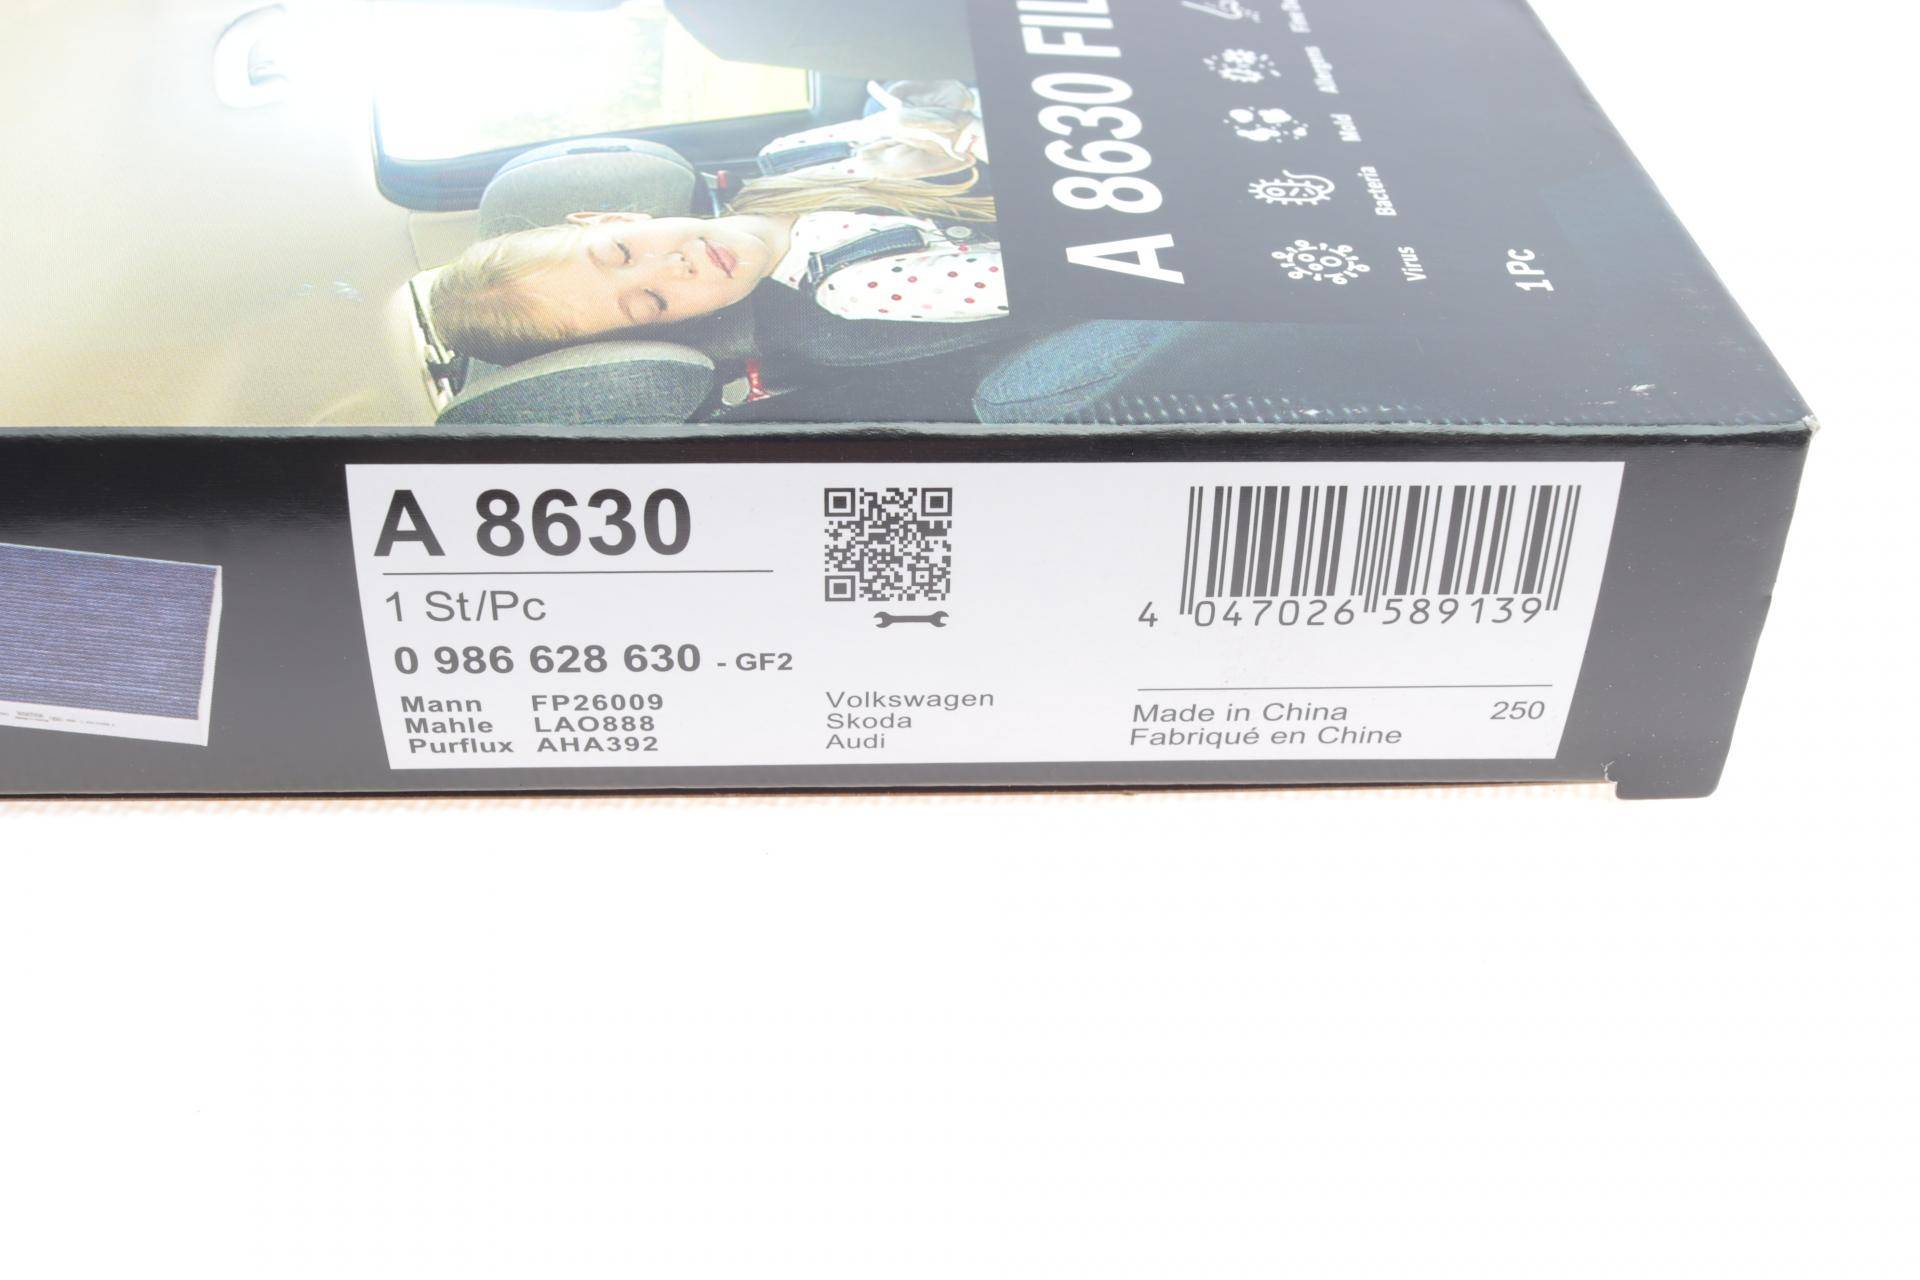 A 8630 FIL
Allergens
Mold
Bacteria
Virus
1 Pc
A 8630
1 St/Pc
0 986 628 630 - GF2
Mann FP26009
Mahle LAO888
Purflux AHA392
Volkswagen
Skoda
Audi
4 047026 589139
Made in China 250
Fabriqué en Chine